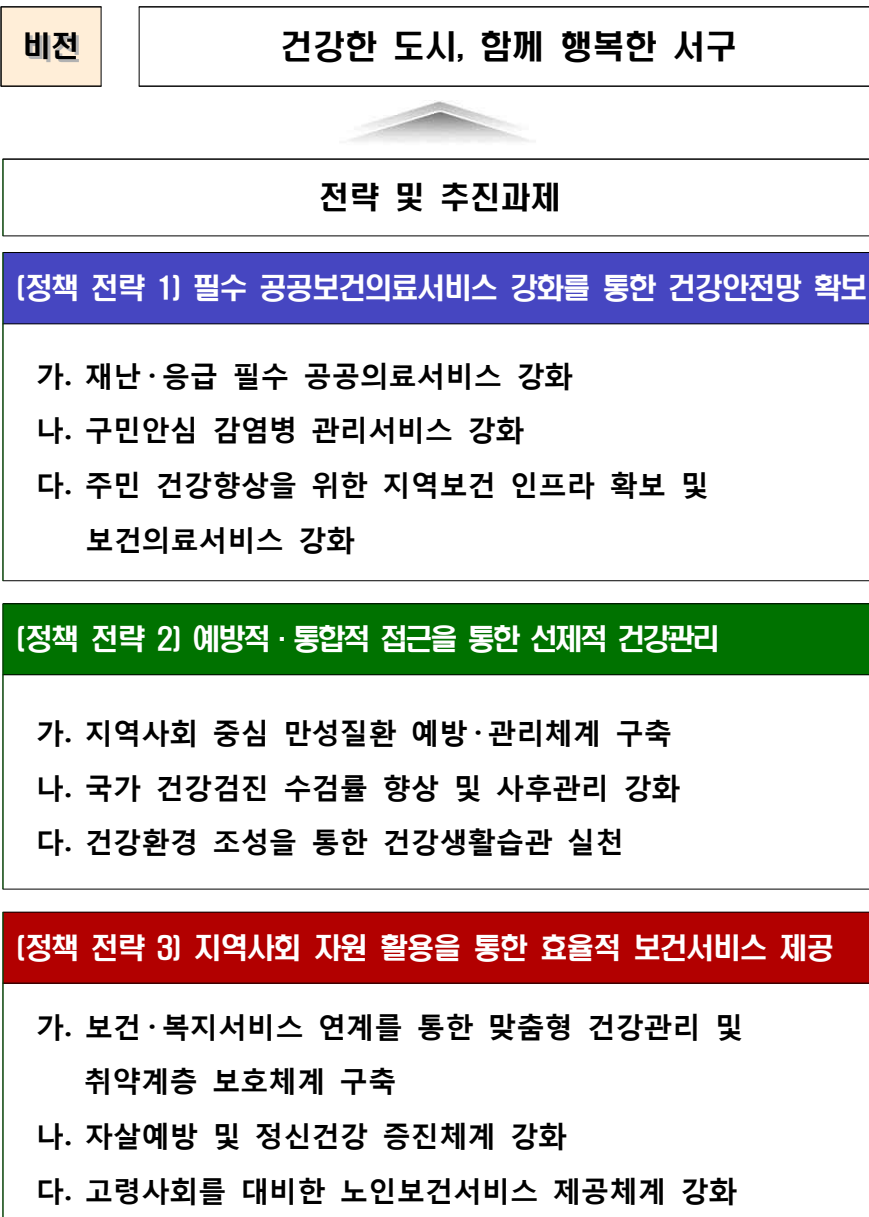 비전
건강한 도시, 함께 행복한 서구
전략 및 추진과제
[정책 전략 1] 필수 공공보건의료서비스 강화를 통한 건강안전망 확보
가. 재난·응급 필수 공공의료서비스 강화
나. 구민안심 감염병 관리서비스 강화
다. 주민 건강향상을 위한 지역보건 인프라 확보 및
보건의료서비스 강화
[정책 전략 2] 예방적·통합적 접근을 통한 선제적 건강관리
가. 지역사회 중심 만성질환 예방·관리체계 구축
나. 국가 건강검진 수검률 향상 및 사후관리 강화
다. 건강환경 조성을 통한 건강생활습관 실천
[정책 전략 3] 지역사회 자원 활용을 통한 효율적 보건서비스 제공
가. 보건·복지서비스 연계를 통한 맞춤형 건강관리 및
취약계층 보호체계 구축
나. 자살예방 및 정신건강 증진체계 강화
다. 고령사회를 대비한 노인보건서비스 제공체계 강화